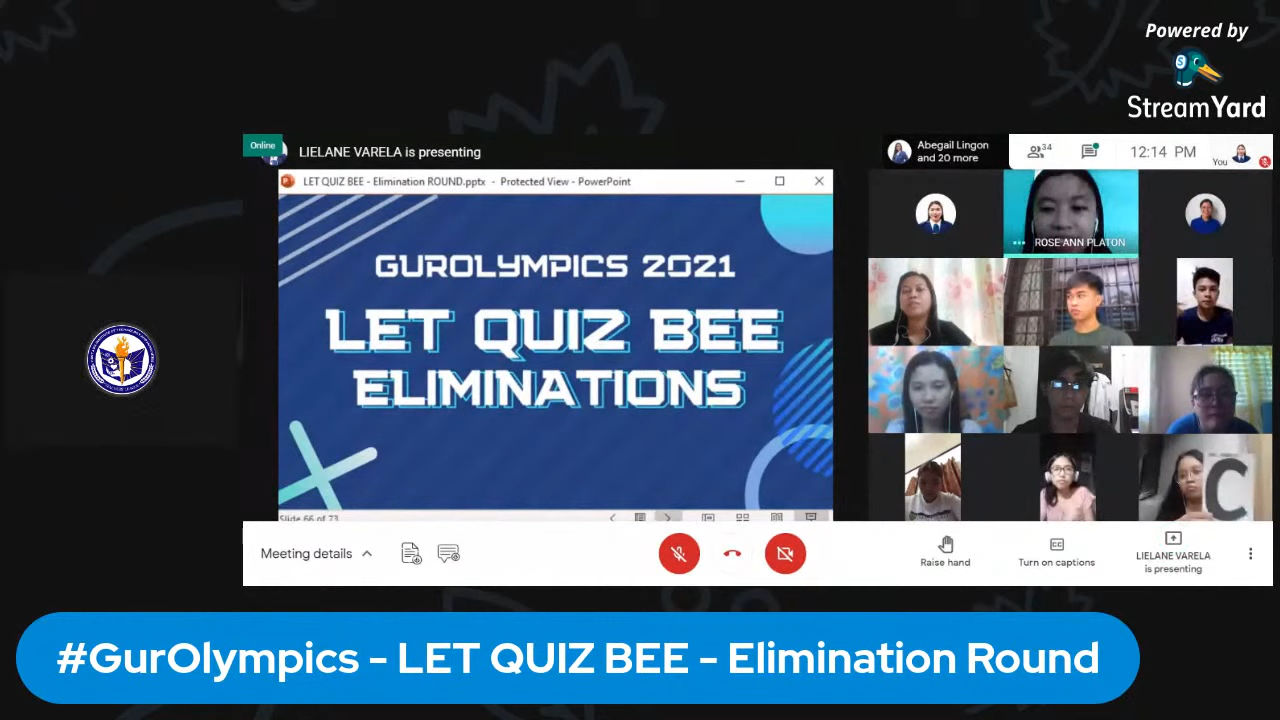 Powered by
StreamYard
Online
LIELANE VARELA is presenting
Abegail Lingon
and 20 more
34
12:14 PM
You
LET QUIZ BEE - Elimination ROUND.pptx - Protected View - PowerPoint
GUROLYMPICS 2021
LET QUIZ BEE
ELIMINATIONS
Slide 66 of 73
ROSE ANN PLATON
C
Meeting details
Raise hand
CC
Turn on captions
LIELANE VARELA
is presenting
#GurOlympics - LET QUIZ BEE - Elimination Round